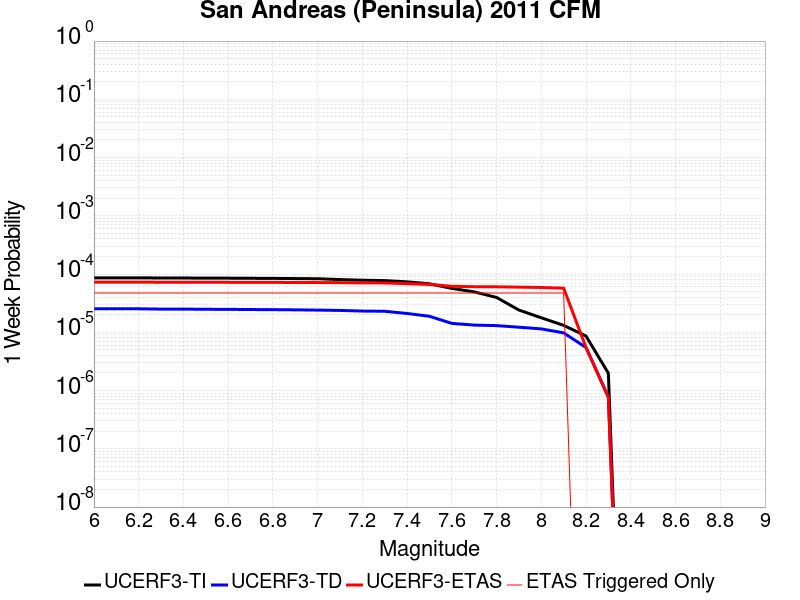 San Andreas (Peninsula) 2011 CFM
10^0
10^-1
10^-2
10^-3
10^-4
10^-5
10^-6
10^-7
10^-8
1 Week Probability
6 6.2 6.4 6.6 6.8 7 7.2 7.4 7.6 7.8 8 8.2 8.4 8.6 8.8 9
Magnitude
UCERF3-TI UCERF3-TD UCERF3-ETAS ETAS Triggered Only